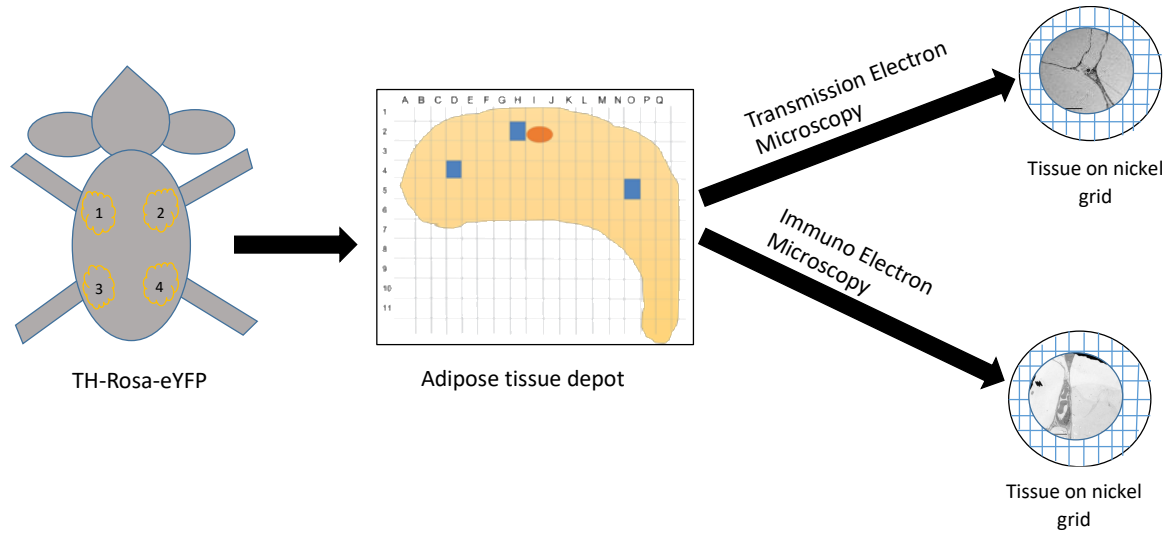 1 2
3 4
TH-Rosa-eYFP
A B C D E F G H I J K L M N O P Q
1
2
3
4
5
6
7
8
9
10
11
Adipose tissue depot
Transmission Electron
Microscopy
Immuno Electron
Microscopy
Tissue on nickel
grid
Tissue on nickel
grid